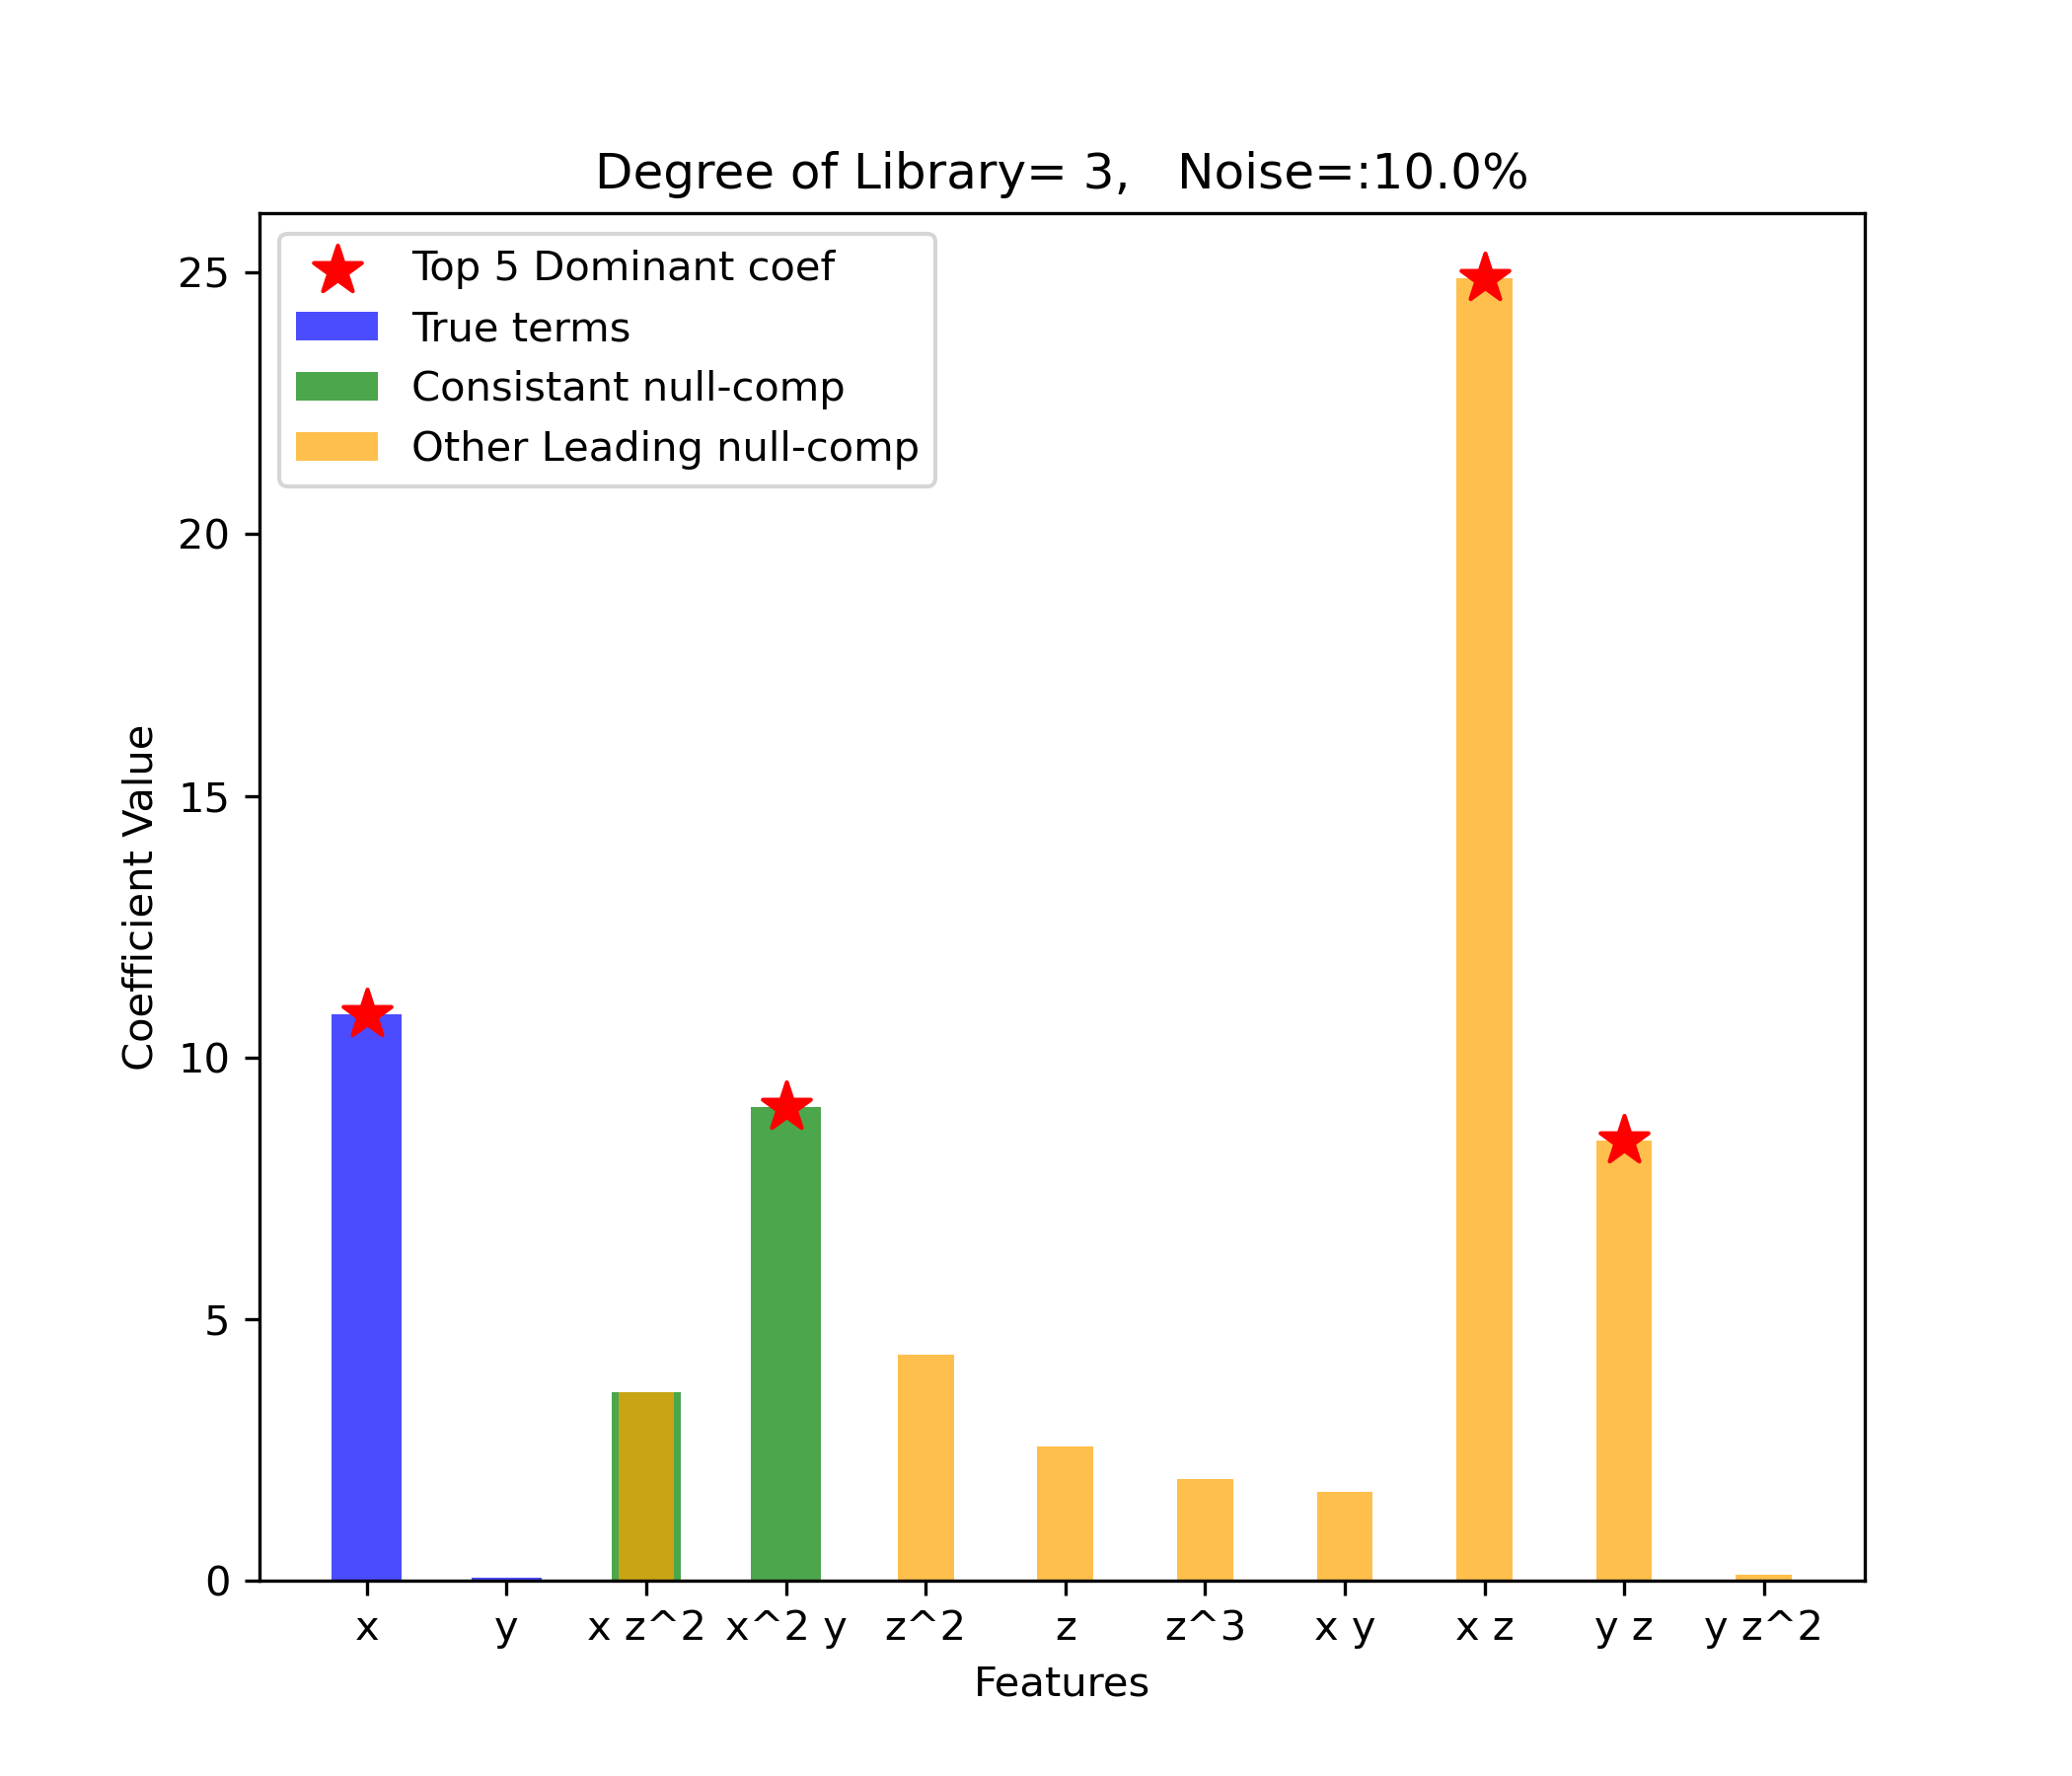 Degree of Library= 3,   Noise=:10.0%
Top 5 Dominant coef
True terms
Consistant null-comp
Other Leading null-comp
25
20
15
10
5
0
Coefficient Value
x y x z^2 x^2 y z^2 z z^3 x y x z y z y z^2
Features